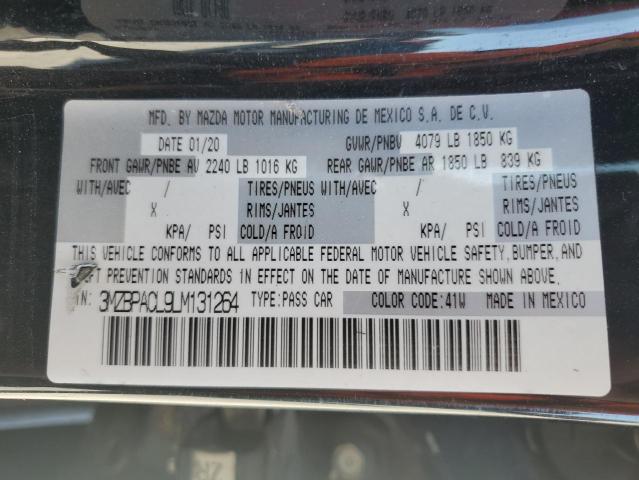 MFD. BY MAZDA MOTOR MANUFACTURING DE MEXICO S.A. DE C.V.
DATE 01/20 GVWR/PNBV 4079 LB 1850 KG
FRONT GAWR/PNBE AV 2240 LB 1016 KG REAR GAWR/PNBE AR 1850 LB 839 KG
WITH/AVEC / TIRES/PNEUS WITH/AVEC / TIRES/PNEUS
X RIMS/JANTES X RIMS/JANTES
KPA/ PSI COLD/A FROID KPA/ PSI COLD/A FROID
THIS VEHICLE CONFORMS TO ALL APPLICABLE FEDERAL MOTOR VEHICLE SAFETY, BUMPER, AND
PREVENTION STANDARDS IN EFFECT ON THE DATE OF MANUFACTURE SHOWN ABOVE.
3MZBPACL9LM131264 TYPE:PASS CAR COLOR CODE:41W MADE IN MEXICO